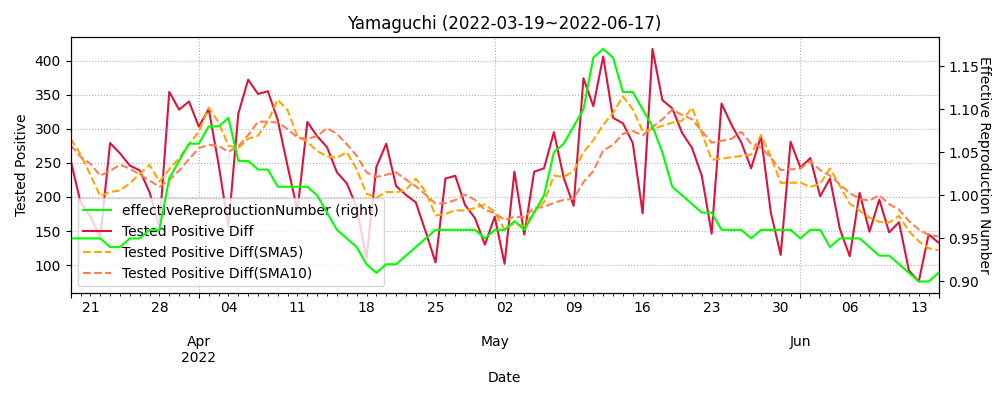 Yamaguchi (2022-03-19~2022-06-17)
Tested Positive
400
350
300
250
200
150
100
1.15
1.10
1.05
1.00
0.95
0.90
Effective Reproduction Number
effectiveReproductionNumber (right)
Tested Positive Diff
Tested Positive Diff(SMA5)
Tested Positive Diff(SMA10)
21 28 04 11 18 25 02 09 16 23 30 06 13
Apr May Jun
2022
Date